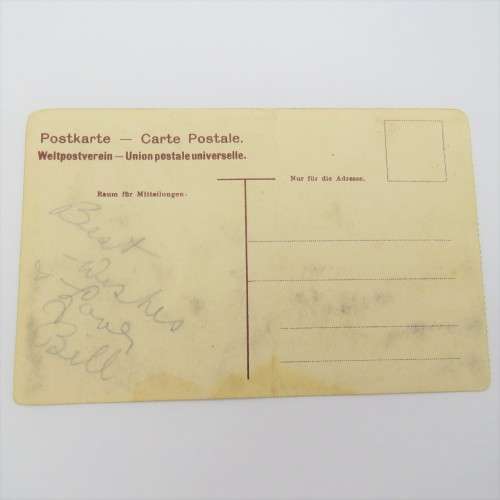 Postkarte — Carte Postale.
Weltpostverein — Union postale universelle.
Nur für die Adresse.
Raum für Mitteilungen.
Best
Wishes
& Love
Bill